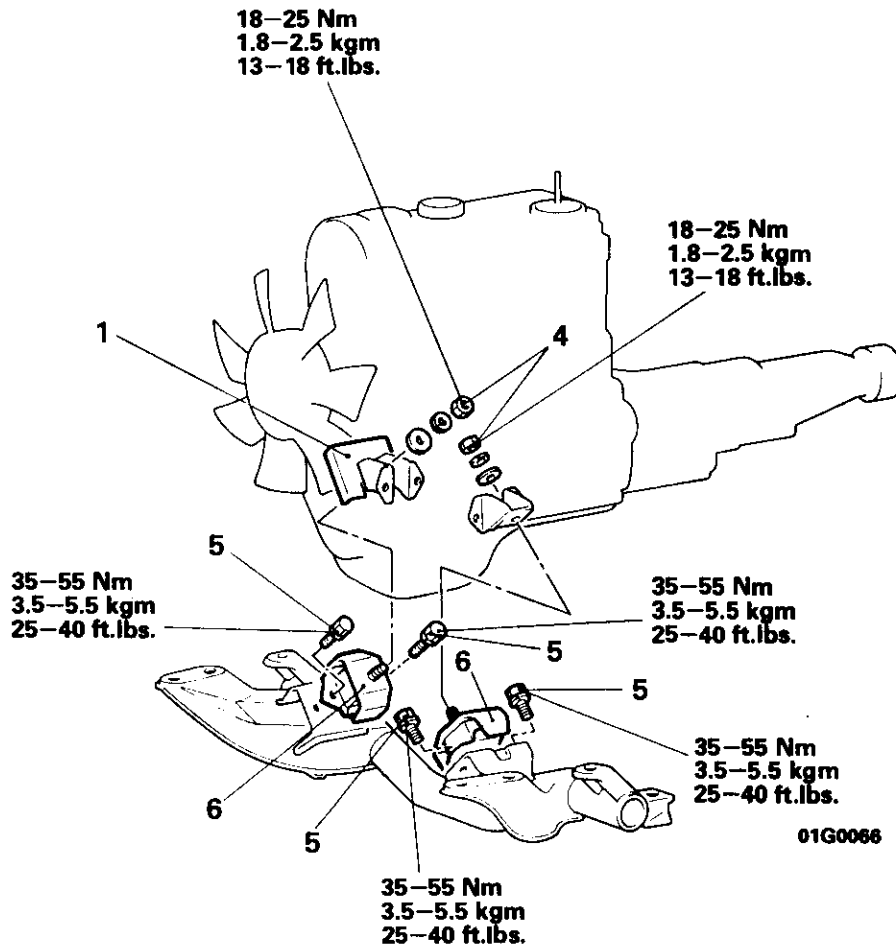 18–25 Nm
1.8–2.5 kgm
13–18 ft.lbs.
18–25 Nm
1.8–2.5 kgm
13–18 ft.lbs.
1
4
5
35–55 Nm
3.5–5.5 kgm
25–40 ft.lbs.
35–55 Nm
3.5–5.5 kgm
25–40 ft.lbs.
5
6
5
35–55 Nm
3.5–5.5 kgm
25–40 ft.lbs.
6
5
01G0066
35–55 Nm
3.5–5.5 kgm
25–40 ft.lbs.